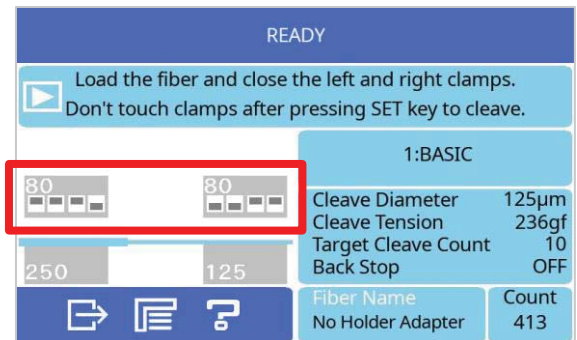 READY
Load the fiber and close the left and right clamps.
Don't touch clamps after pressing SET key to cleave.
1:BASIC
80 80
Cleave Diameter 125µm
Cleave Tension 236gf
Target Cleave Count 10
Back Stop OFF
250 125
Fiber Name Count
No Holder Adapter 413